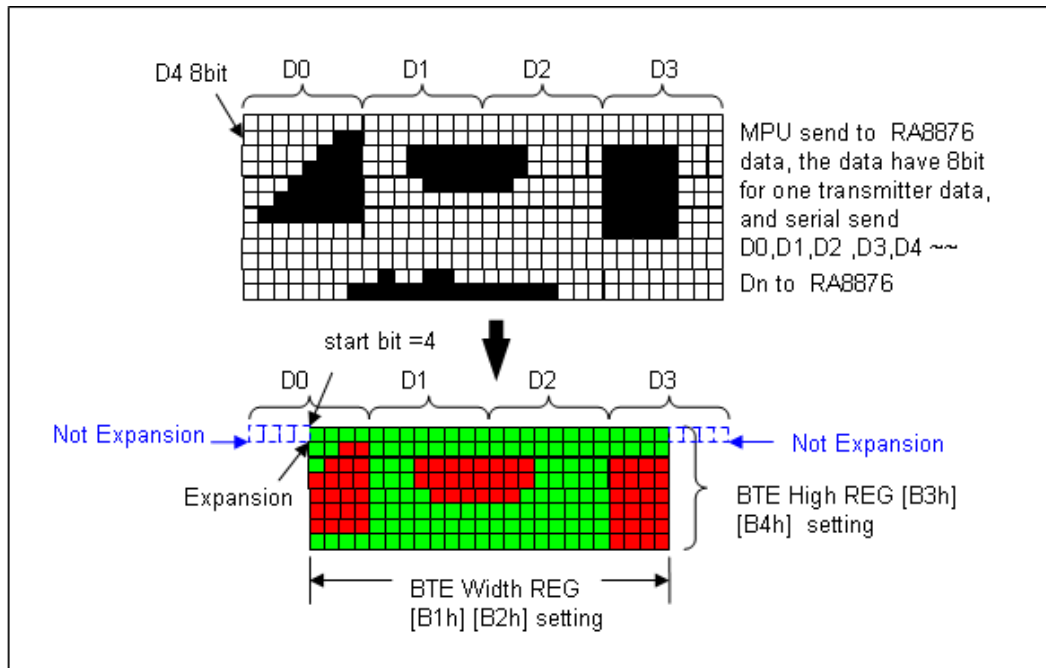 D0 D1 D2 D3
D4 8bit
MPU send to RA8876
data, the data have 8bit
for one transmitter data,
and serial send
D0,D1,D2 ,D3,D4 ~~
Dn to RA8876
start bit =4
D0 D1 D2 D3
Not Expansion
Not Expansion
Expansion
BTE High REG [B3h]
[B4h] setting
BTE Width REG
[B1h] [B2h] setting